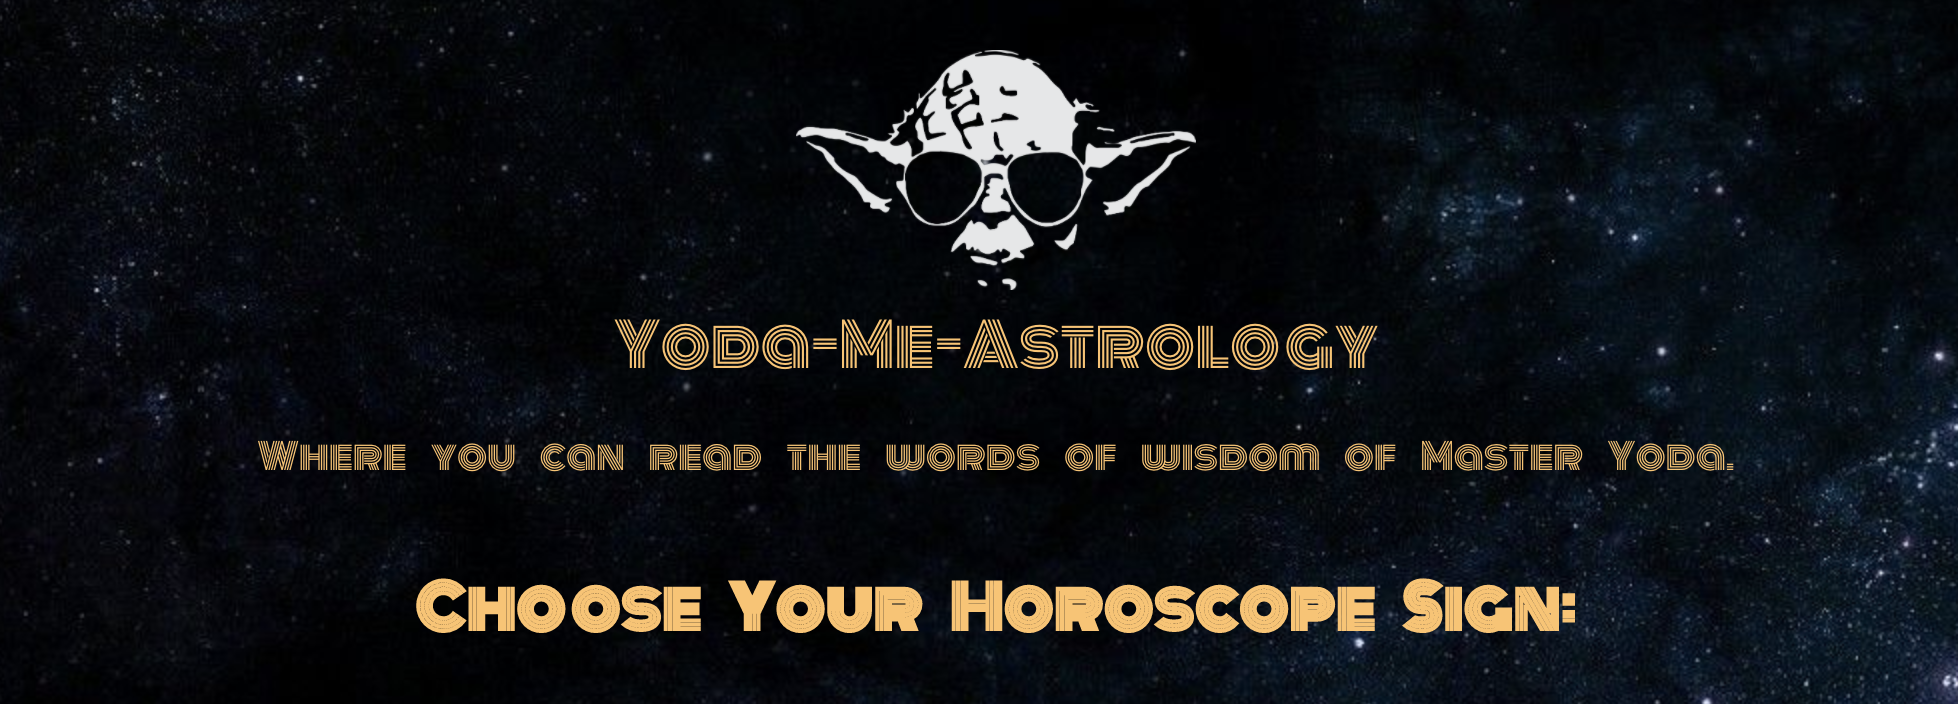 Yoda-Me-Astrology
Where you can read the words of wisdom of Master Yoda.
Choose Your Horoscope Sign: